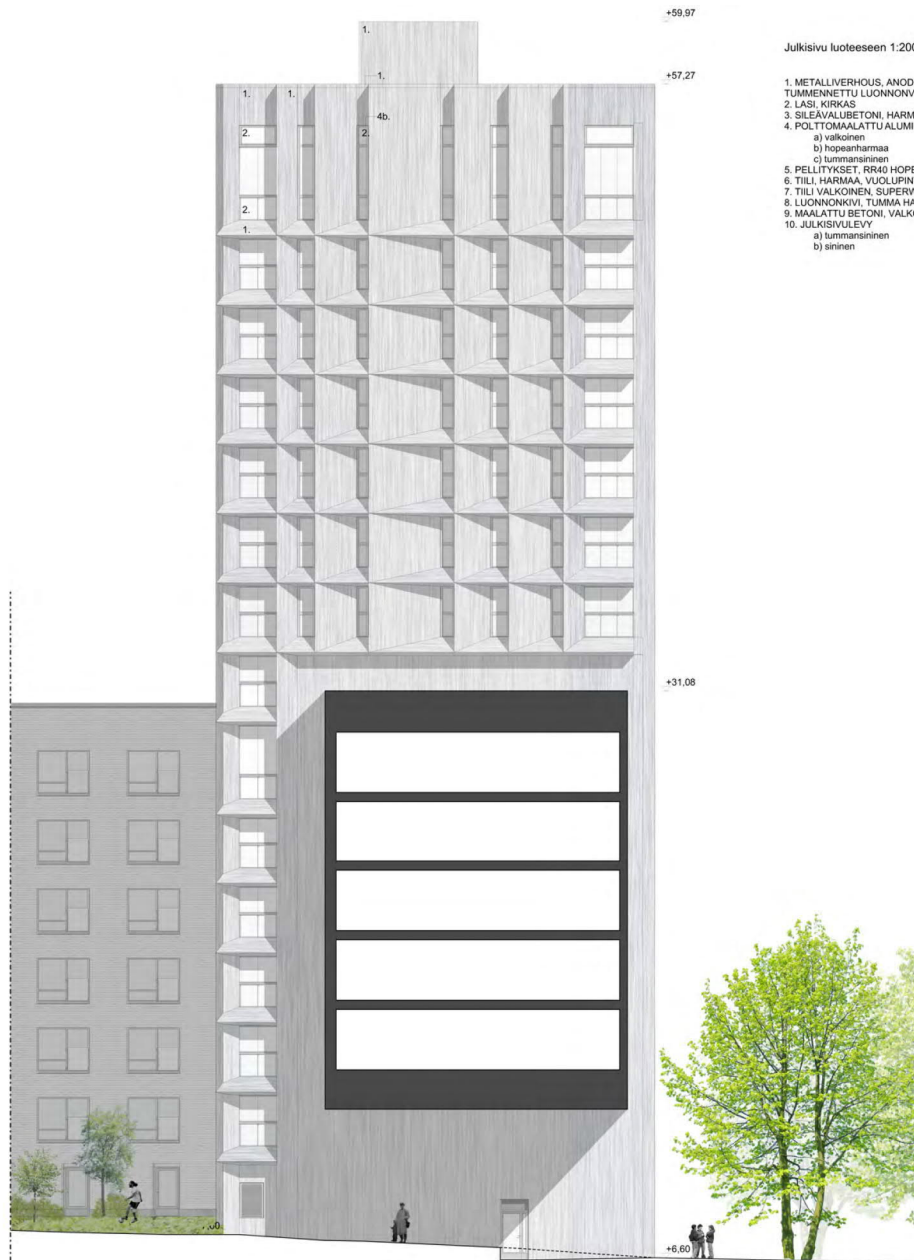 +59,97
Julkisivu luoteeseen 1:200
1.
1.
+57,27
1. METALLIVERHOUS, ANOD
TUMMENNETTU LUONNONV
2. LASI, KIRKAS
3. SILEÄVALUBETONI, HARM
4. POLTTOMAALATTU ALUMI
a) valkoinen
b) hopeanharmaa
c) tummansininen
5. PELLITYKSET, RR40 HOPE
6. TIILI, HARMAA, VUOLUPIN
7. TIILI VALKOINEN, SUPERW
8. LUONNONKIVI, TUMMA HA
9. MAALATTU BETONI, VALK
10. JULKISIVULEVY
a) tummansininen
b) sininen
1.
1.
4b.
2.
2.
2.
1.
+31,08
+6,60